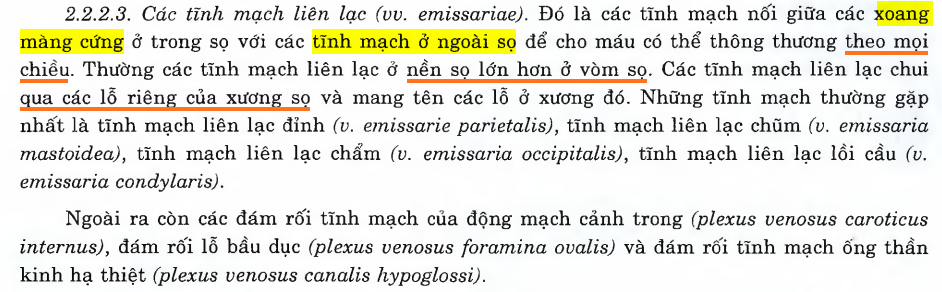 2.2.2.3. Các tĩnh mạch liên lạc (vv. emissariae). Đó là các tĩnh mạch nối giữa các xoang
màng cứng ở trong sọ với các tĩnh mạch ở ngoài sọ để cho máu có thể thông thương theo mọi
chiều. Thường các tĩnh mạch liên lạc ở nền sọ lớn hơn ở vòm sọ. Các tĩnh mạch liên lạc chui
qua các lỗ riêng của xương sọ và mang tên các lỗ ở xương đó. Những tĩnh mạch thường gặp
nhất là tĩnh mạch liên lạc đỉnh (v. emissarie parietalis), tĩnh mạch liên lạc chũm (v. emissaria
mastoidea), tĩnh mạch liên lạc chẩm (v. emissaria occipitalis), tĩnh mạch liên lạc lồi cầu (v.
emissaria condylaris).
Ngoài ra còn các đám rối tĩnh mạch của động mạch cảnh trong (plexus venosus caroticus
internus), đám rối lỗ bầu dục (plexus venosus foramina ovalis) và đám rối tĩnh mạch ống thần
kinh hạ thiệt (plexus venosus canalis hypoglossi).